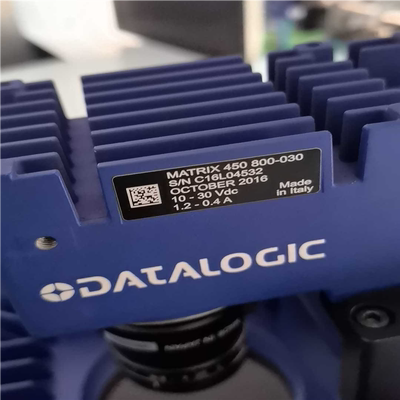 MATRIX 450 800-030
S/N C16L04532
OCTOBER 2016
10 - 30 Vdc
1.2 - 0.4 A
Made
in Italy
DATALOGIC